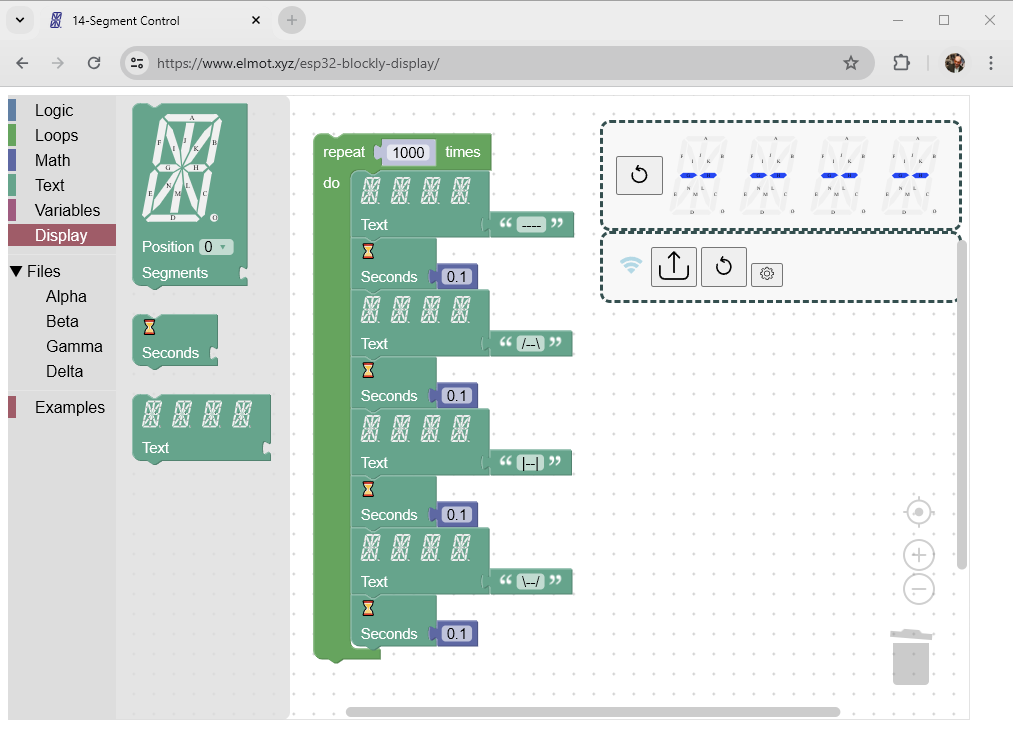 14-Segment Control
https://www.elmot.xyz/esp32-blockly-display/
Logic
Loops
Math
Text
Variables
Display
Files
Alpha
Beta
Gamma
Delta
Examples
A
F I J K B
G H
E N L C
M
D O
Position 0
Segments
Seconds
Text
repeat 1000 times
do
Text “ ---- ”
Seconds 0.1
Text “ /--\ ”
Seconds 0.1
Text “ |--| ”
Seconds 0.1
Text “ \--/ ”
Seconds 0.1